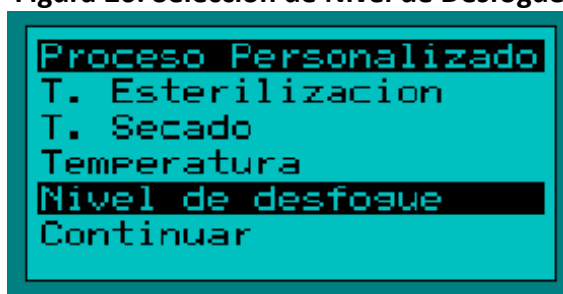 Proceso Personalizado
T. Esterilizacion
T. Secado
Temperatura
Nivel de desfogue
Continuar